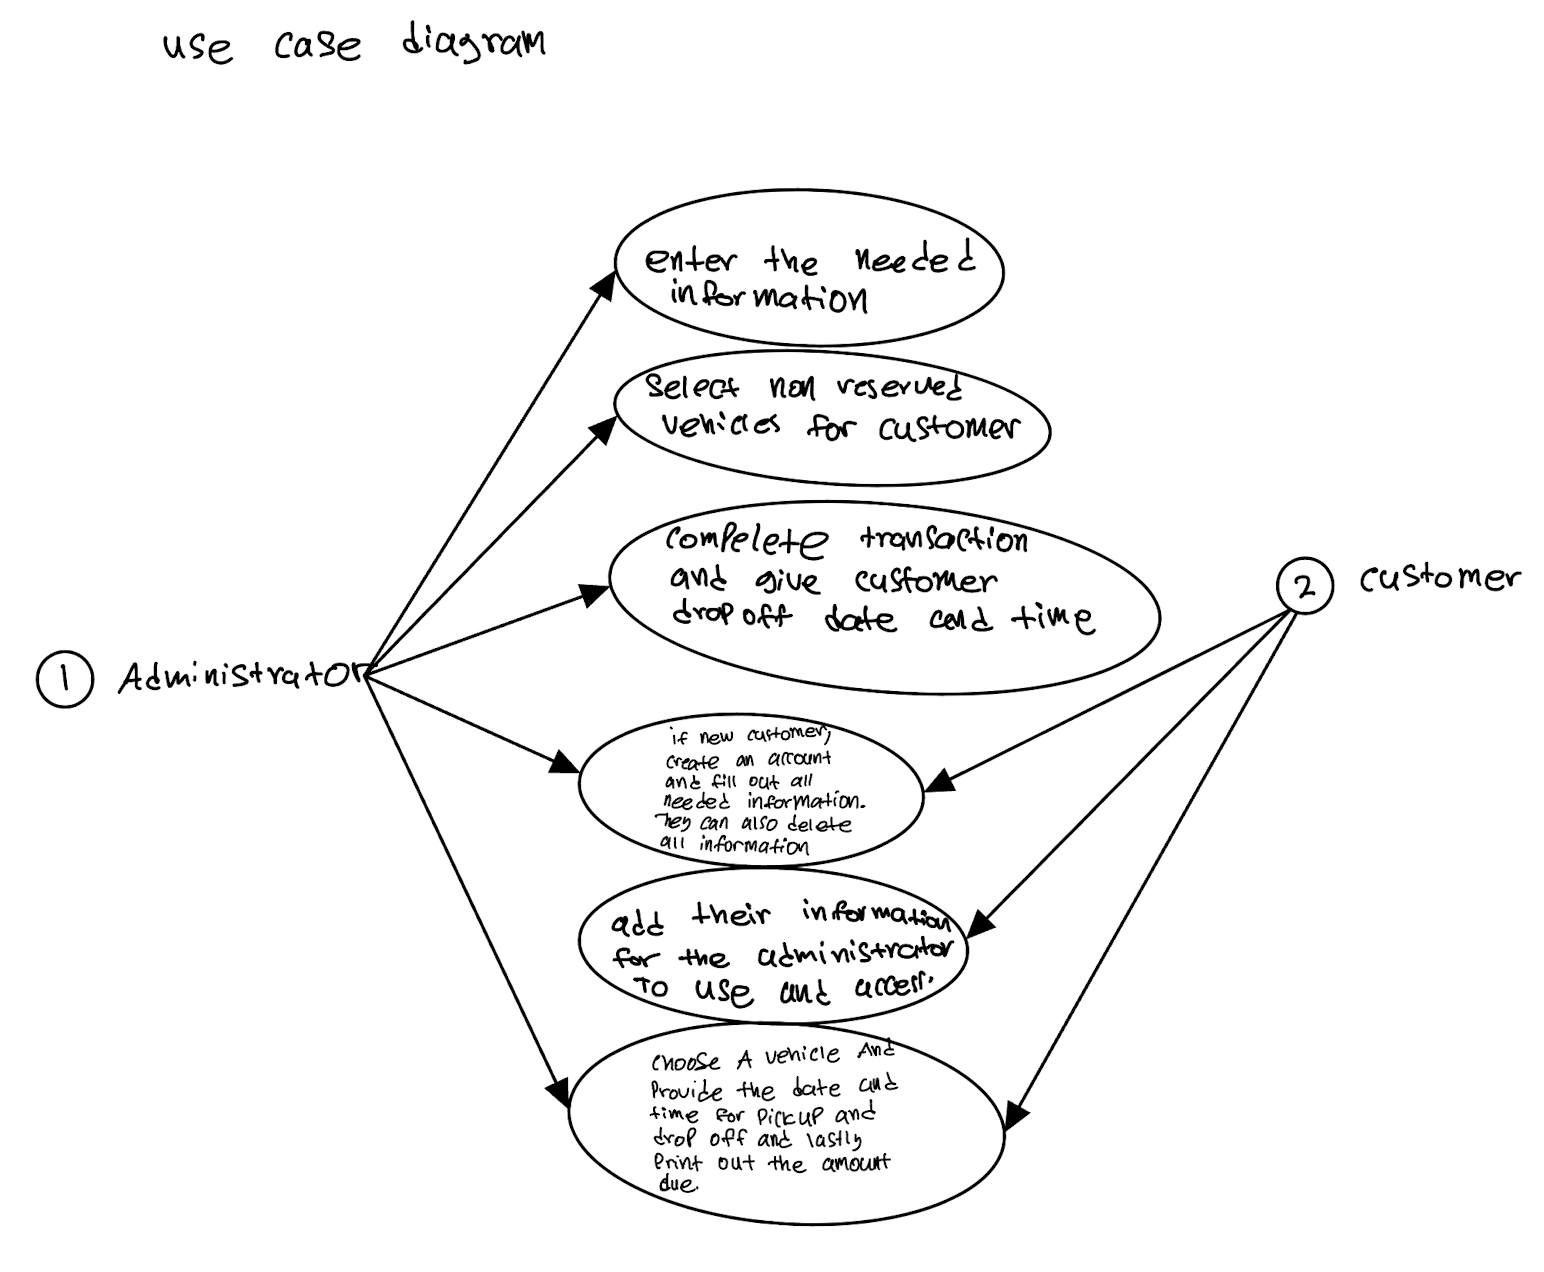 use case diagram
enter the needed
information
Select non reserved
vehicles for customer
compelete transaction
and give customer
drop off date and time
2 customer
1 Administrator
if new customer,
create an account
and fill out all
needed information.
They can also delete
all information
add their information
for the administrator
To use and access.
choose A vehicle And
Provide the date and
time for pickup and
drop off and lastly
Print out the amount
due.